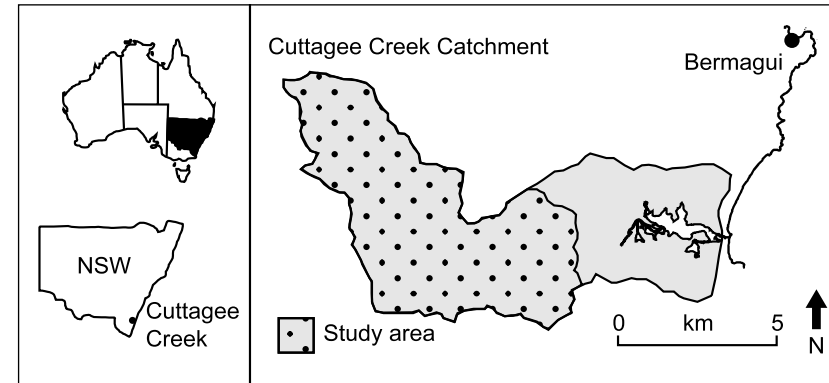 Cuttagee Creek Catchment
Bermagui
NSW
Cuttagee
Creek
Study area
0 km 5
N